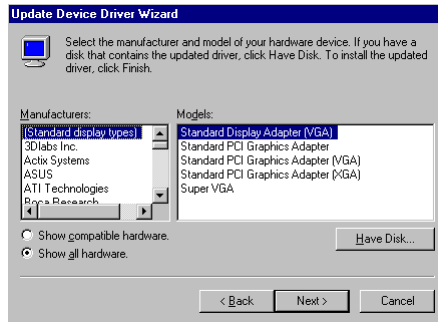 Update Device Driver Wizard
Select the manufacturer and model of your hardware device. If you have a
disk that contains the updated driver, click Have Disk. To install the updated
driver, click Finish.
Manufacturers:
(Standard display types)
3Dlabs Inc.
Actix Systems
ASUS
ATI Technologies
Boca Research
Models:
Standard Display Adapter (VGA)
Standard PCI Graphics Adapter
Standard PCI Graphics Adapter (VGA)
Standard PCI Graphics Adapter (XGA)
Super VGA
Show compatible hardware.
Show all hardware.
Have Disk...
< Back
Next >
Cancel